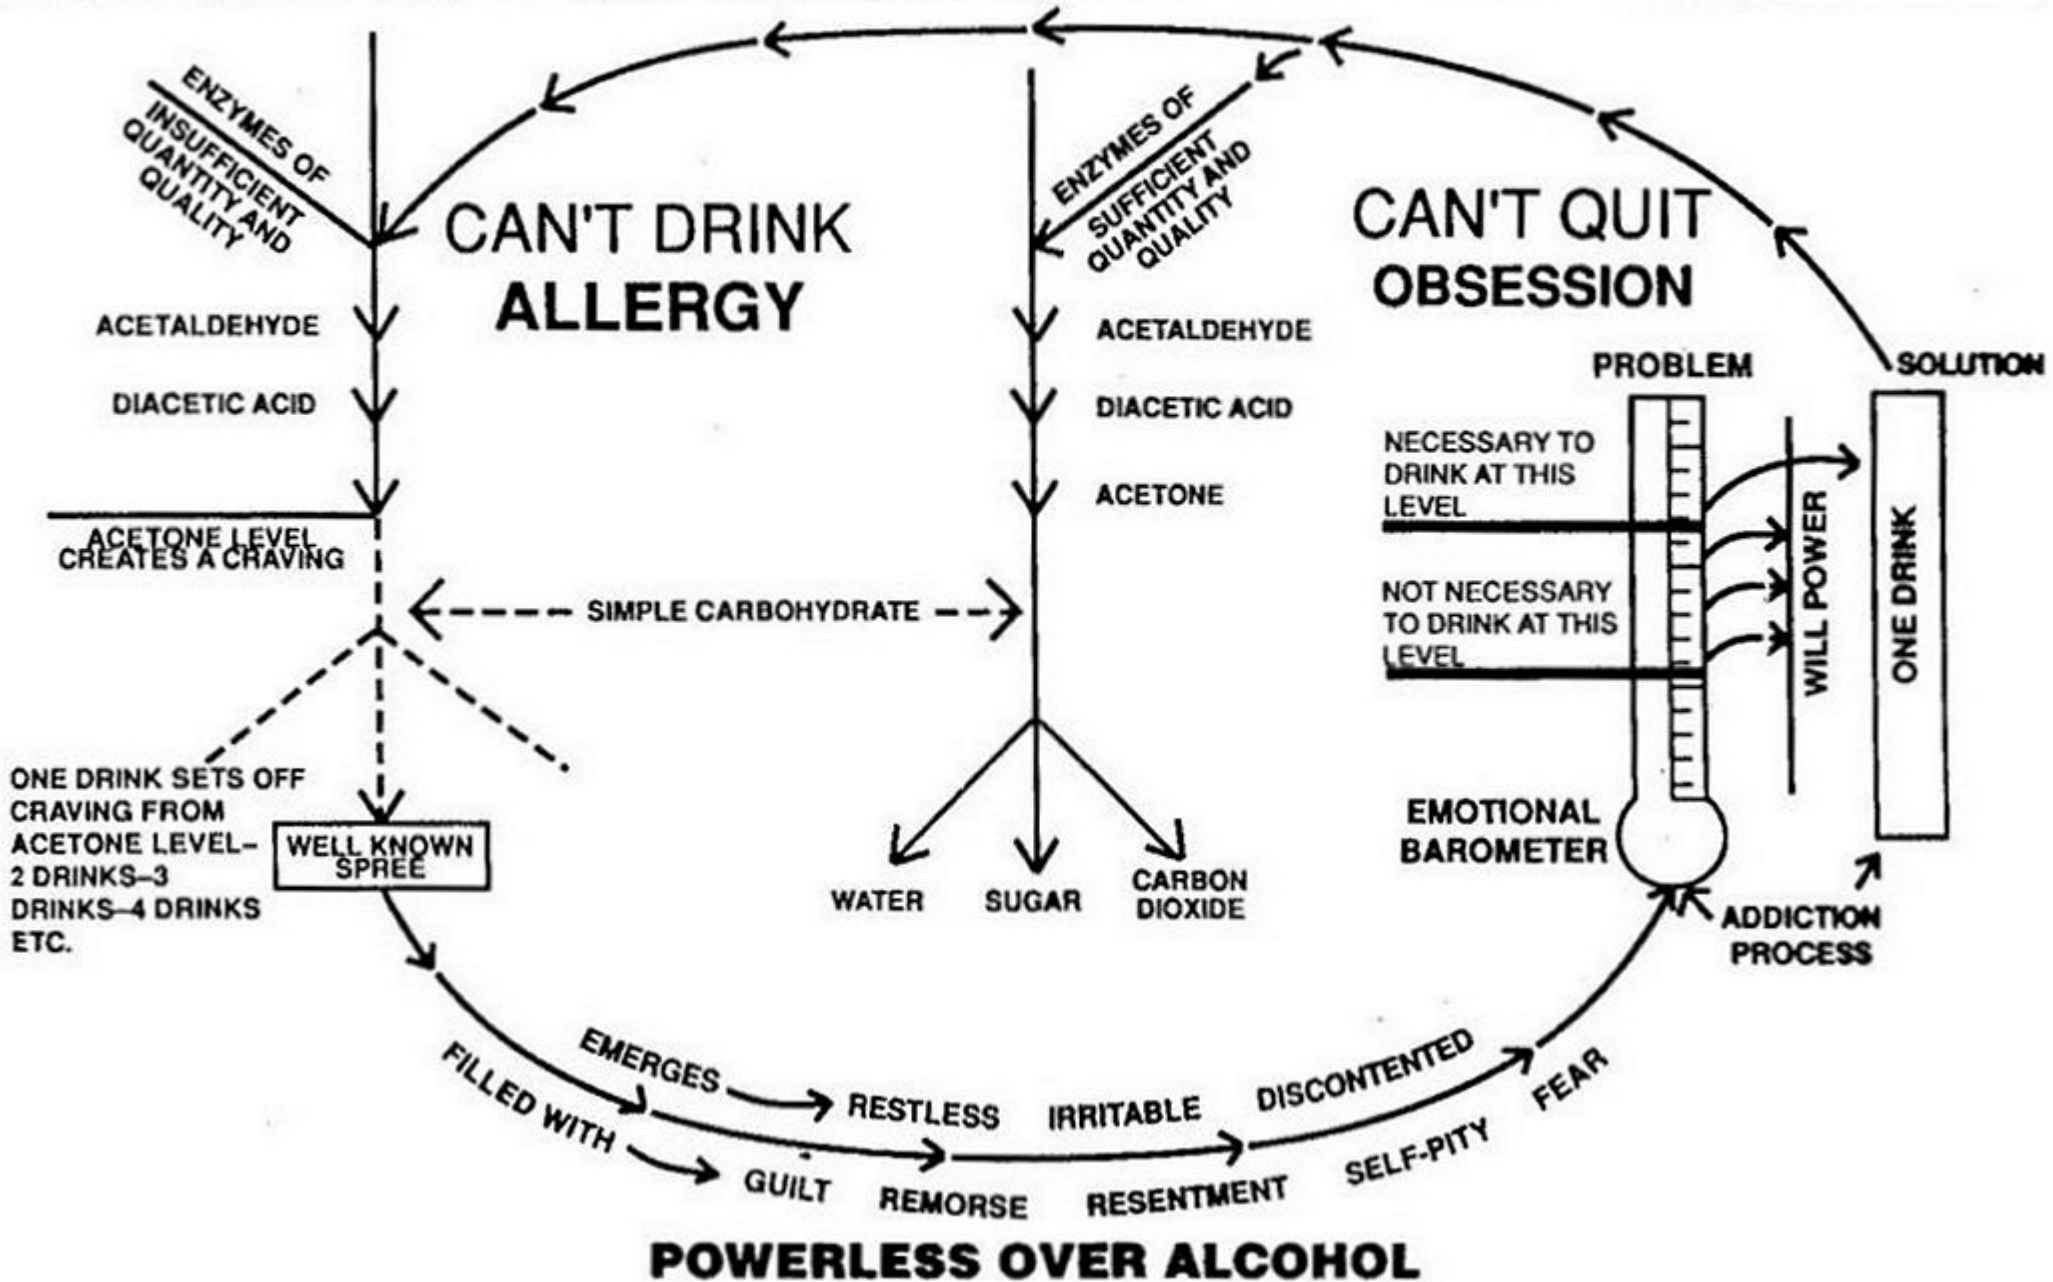 ENZYMES OF
INSUFFICIENT
QUANTITY AND
QUALITY
CAN'T DRINK
ALLERGY
ACETALDEHYDE
DIACETIC ACID
ACETONE LEVEL
CREATES A CRAVING
ENZYMES OF
SUFFICIENT
QUANTITY AND
QUALITY
ACETALDEHYDE
DIACETIC ACID
ACETONE
SIMPLE CARBOHYDRATE
WATER
SUGAR
CARBON
DIOXIDE
CAN'T QUIT
OBSESSION
PROBLEM
SOLUTION
NECESSARY TO
DRINK AT THIS
LEVEL
NOT NECESSARY
TO DRINK AT THIS
LEVEL
WILL POWER
ONE DRINK
EMOTIONAL
BAROMETER
ADDICTION
PROCESS
ONE DRINK SETS OFF
CRAVING FROM
ACETONE LEVEL–
2 DRINKS–3
DRINKS–4 DRINKS
ETC.
WELL KNOWN
SPREE
EMERGES RESTLESS IRRITABLE DISCONTENTED
FILLED WITH GUILT REMORSE RESENTMENT SELF-PITY FEAR
POWERLESS OVER ALCOHOL